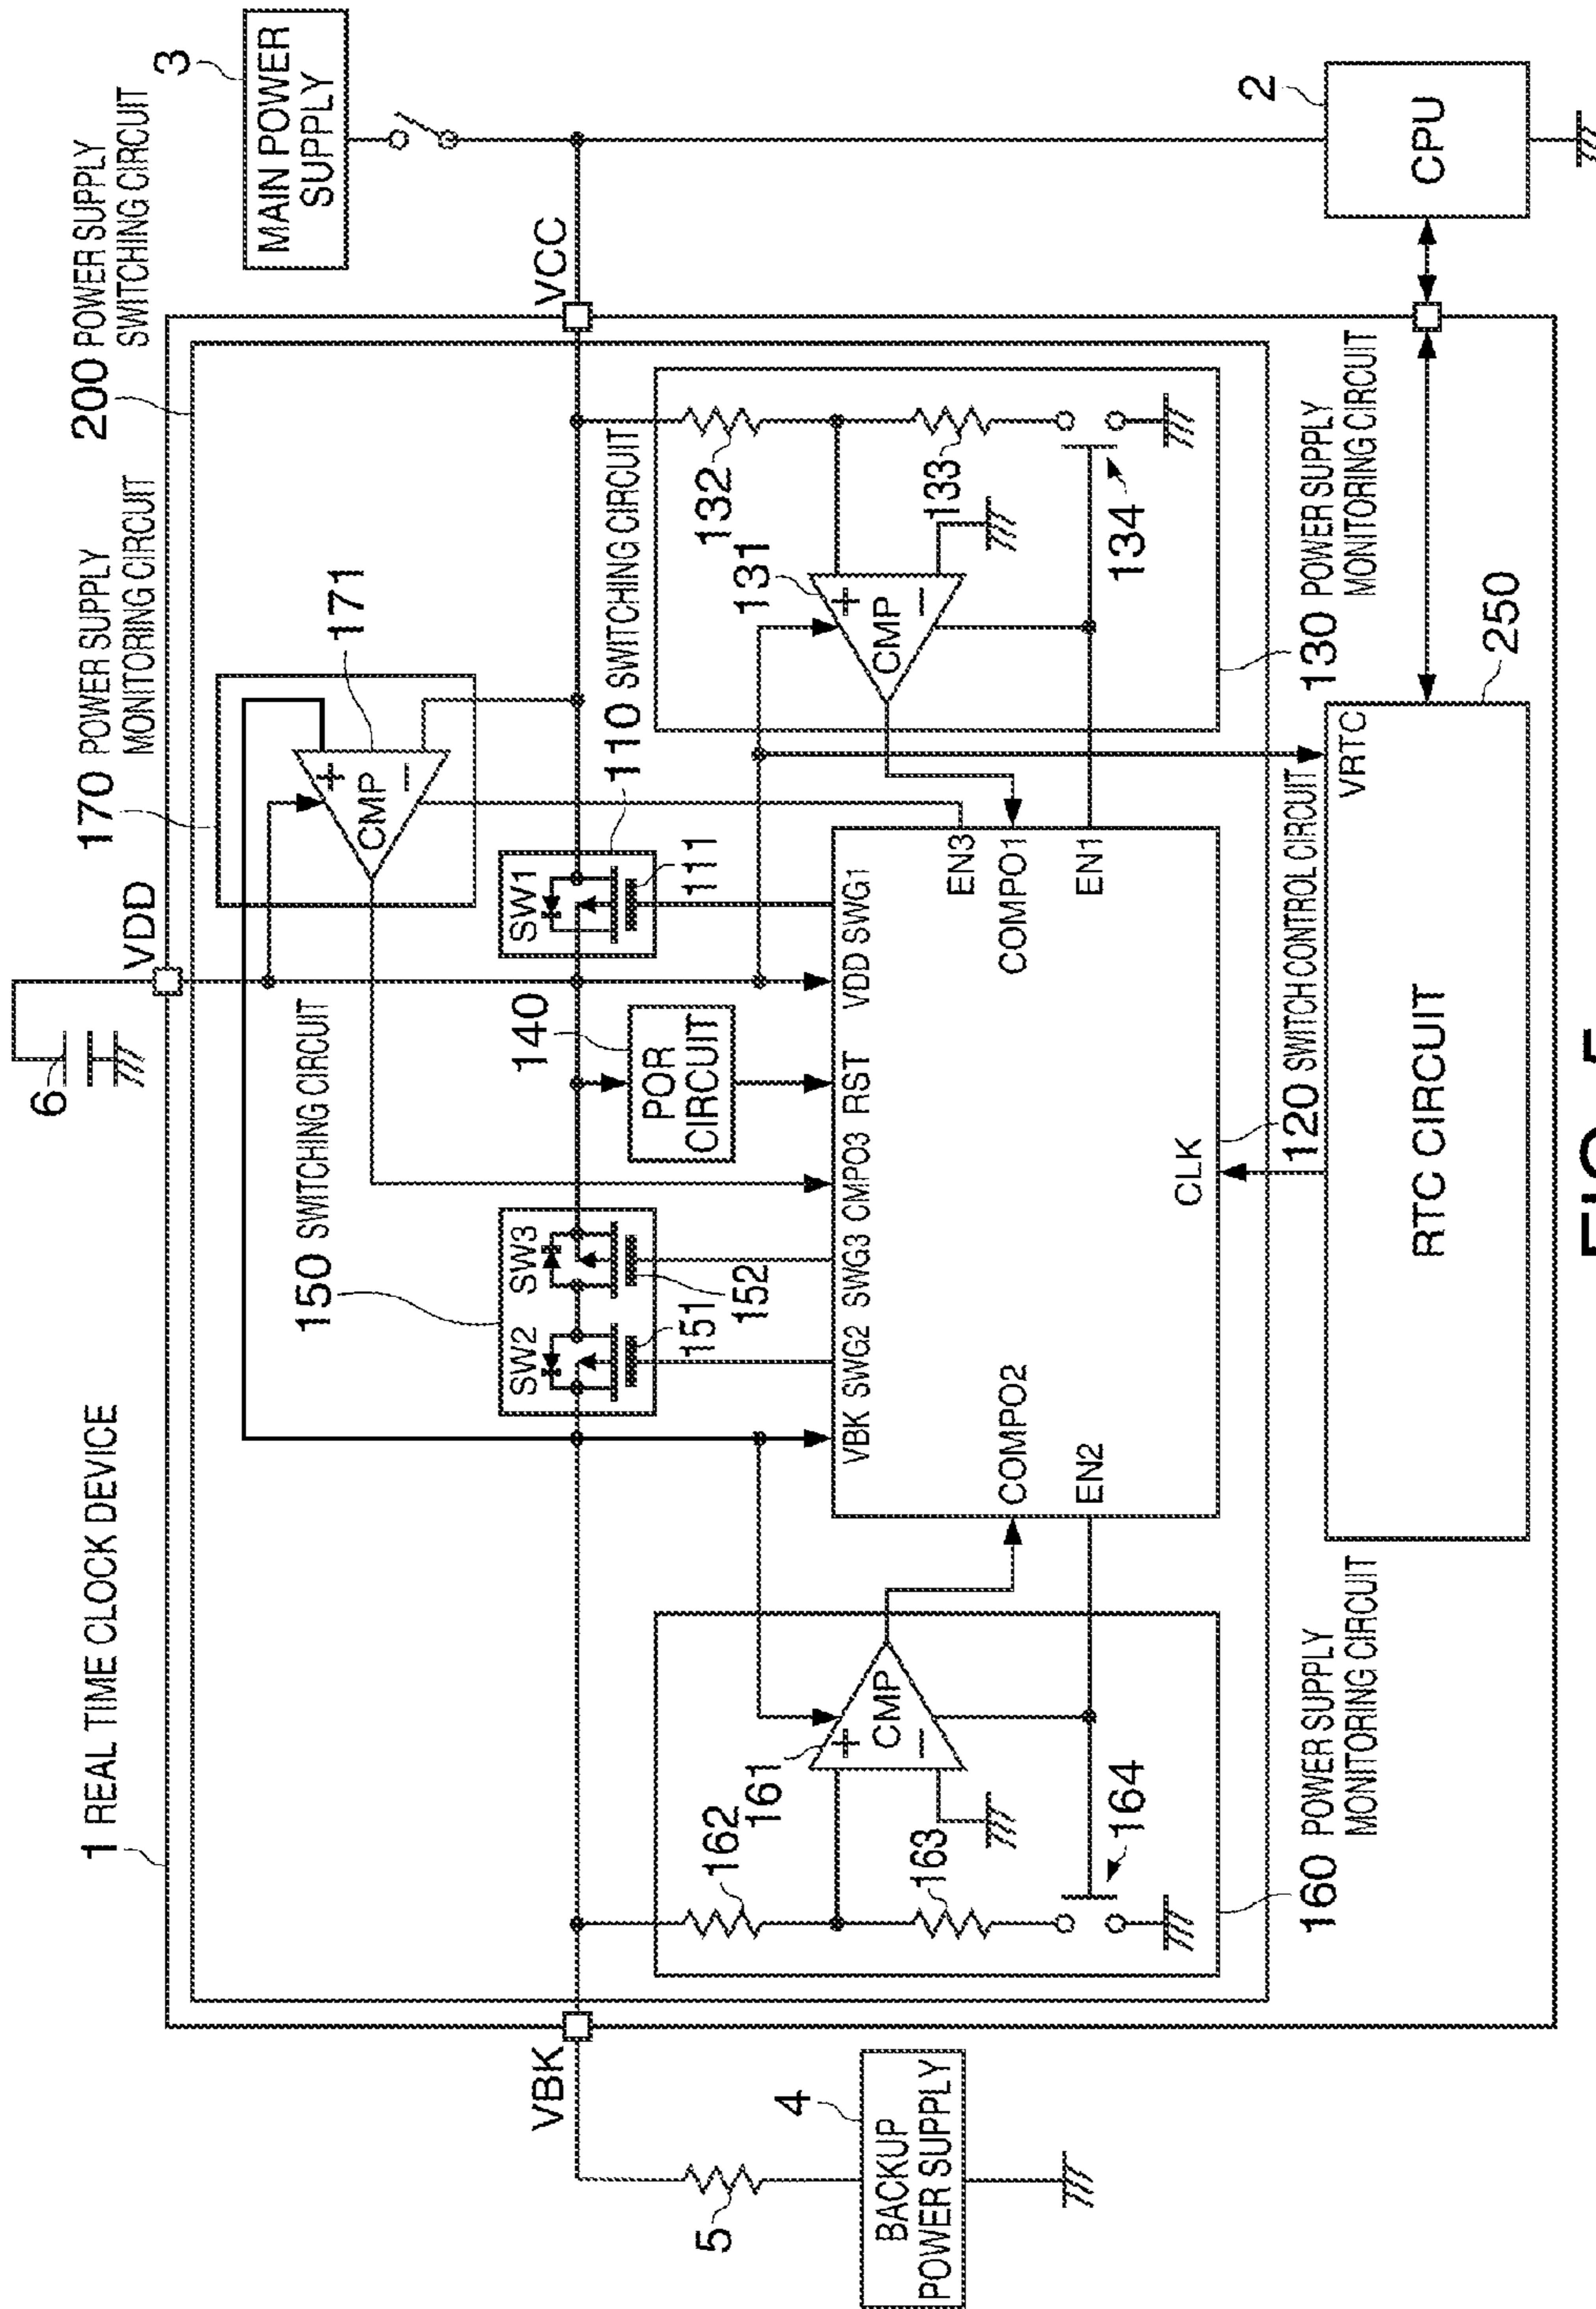 1 REAL TIME CLOCK DEVICE
6
VDD
170 POWER SUPPLY
MONITORING CIRCUIT
200 POWER SUPPLY
SWITCHING CIRCUIT
3
MAIN POWER
SUPPLY
171
+
CMP
−
150 SWITCHING CIRCUIT
140
110 SWITCHING CIRCUIT
VBK
SW2
SW3
SW1
VCC
151
152
POR
CIRCUIT
111
5
4
BACKUP
POWER SUPPLY
162
161
+
CMP
−
163
164
160 POWER SUPPLY
MONITORING CIRCUIT
VBK
SWG2
SWG3
CMPO3
RST
VDD
SWG1
COMPO2
EN2
EN3
COMPO1
EN1
CLK
120 SWITCH CONTROL CIRCUIT
132
131
+
CMP
−
133
134
130 POWER SUPPLY
MONITORING CIRCUIT
VRTC
250
RTC CIRCUIT
2
CPU